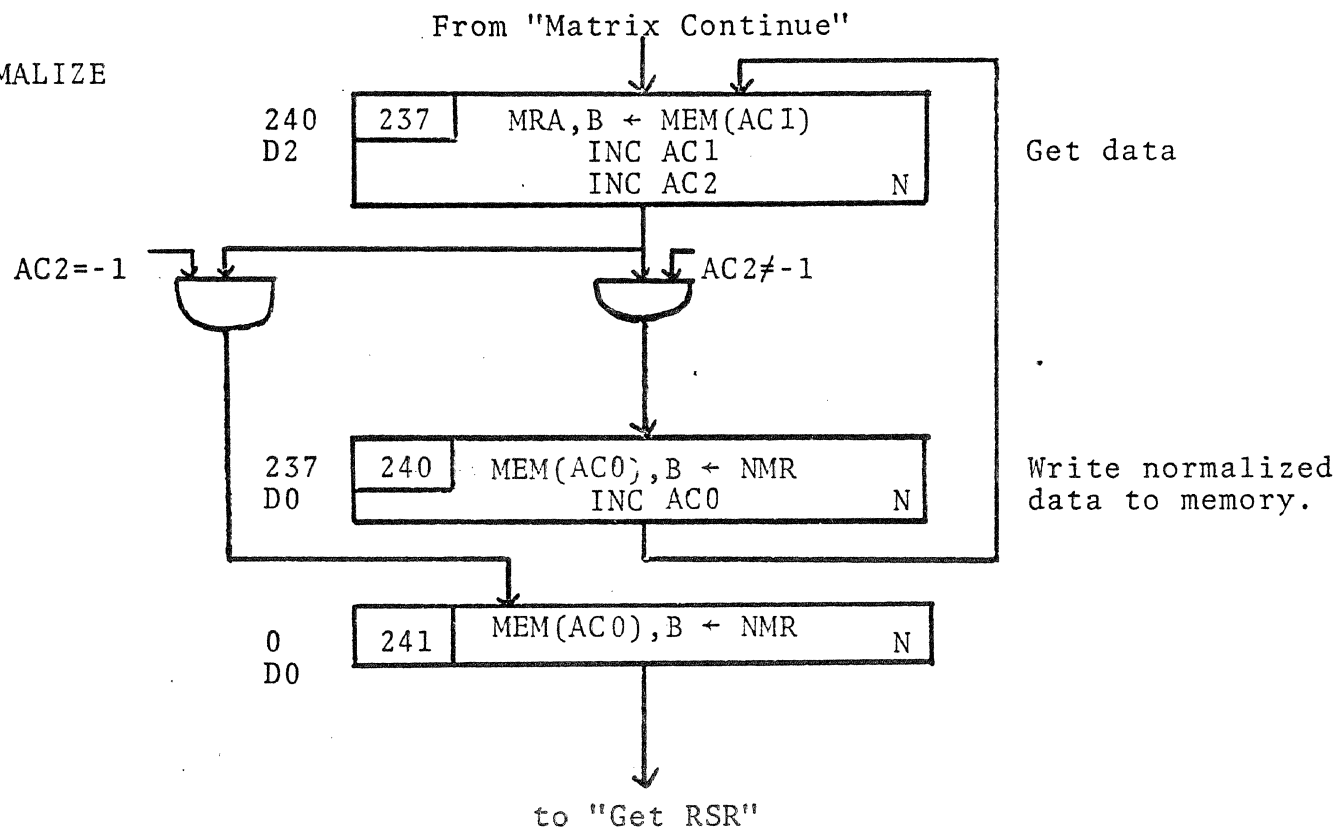 From "Matrix Continue"
MALIZE
240 237 MRA,B ← MEM(AC1)
D2 INC AC1 Get data
INC AC2 N
AC2=-1 AC2≠-1
237 240 MEM(AC0),B ← NMR Write normalized
D0 INC AC0 N data to memory.
0 241 MEM(AC0),B ← NMR N
D0
to "Get RSR"